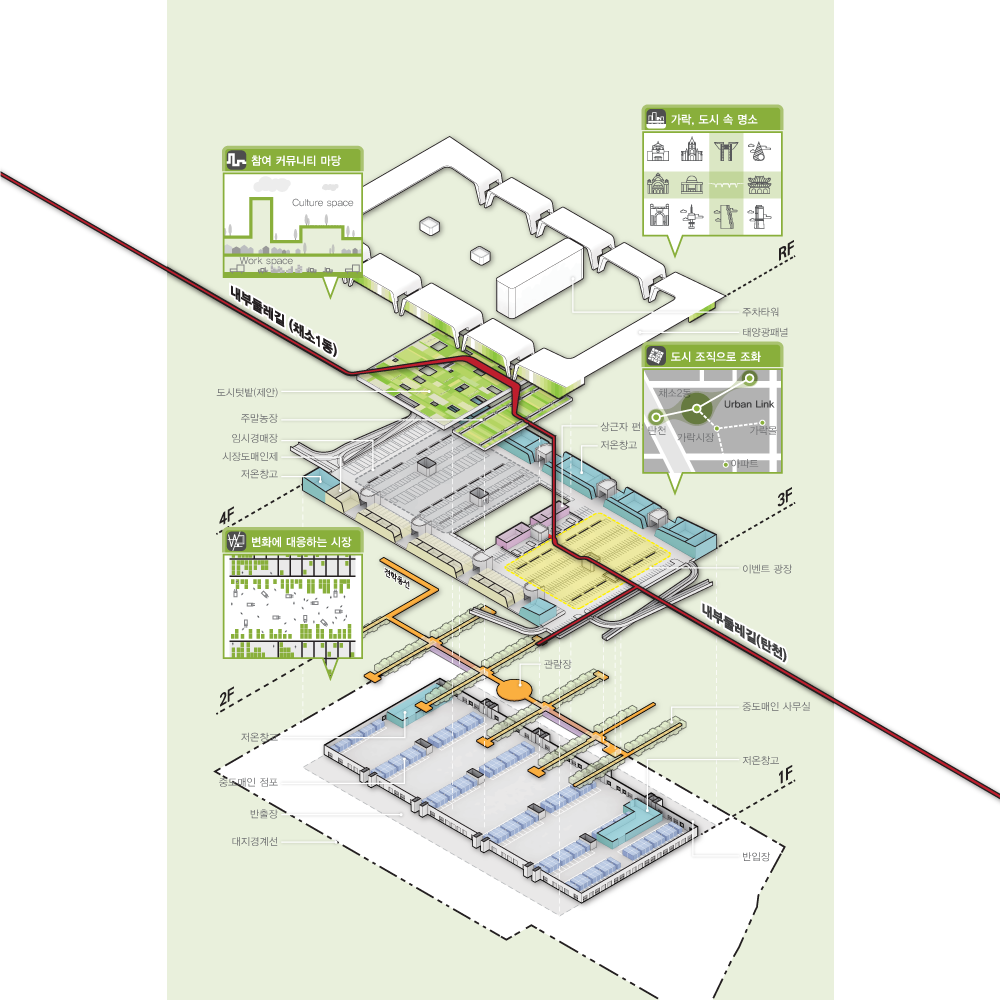 가락, 도시 속 명소
참여 커뮤니티 마당
Culture space
Work space
RF
내부둘레길 (채소1동)
주차타워
태양광패널
도시 조직으로 조화
채소2동
Urban Link
탄천
가락시장
가락몰
아파트
도시텃밭(제안)
주말농장
임시경매장
시장도매인제
저온창고
상근자 편
저온창고
4F
3F
변화에 대응하는 시장
이벤트 광장
견학동선
내부둘레길(탄천)
관람장
2F
중도매인 사무실
저온창고
저온창고
1F
중도매인 점포
반출장
대지경계선
반입장